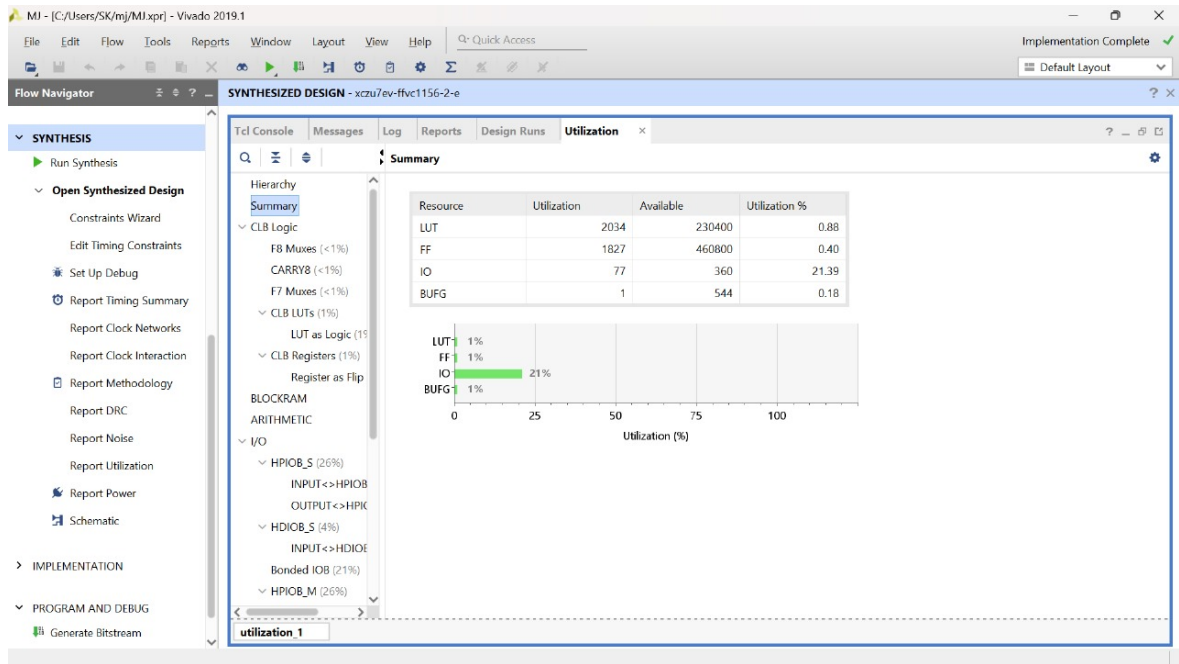 MJ - [C:/Users/SK/mj/MJ.xpr] - Vivado 2019.1
File Edit Flow Tools Reports Window Layout View Help Quick Access
Implementation Complete
Default Layout
Flow Navigator
SYNTHESIS
Run Synthesis
Open Synthesized Design
Constraints Wizard
Edit Timing Constraints
Set Up Debug
Report Timing Summary
Report Clock Networks
Report Clock Interaction
Report Methodology
Report DRC
Report Noise
Report Utilization
Report Power
Schematic
IMPLEMENTATION
PROGRAM AND DEBUG
Generate Bitstream
SYNTHESIZED DESIGN - xczu7ev-ffvc1156-2-e
Tcl Console Messages Log Reports Design Runs Utilization
Summary
Hierarchy
Summary
CLB Logic
F8 Muxes (<1%)
CARRY8 (<1%)
F7 Muxes (<1%)
CLB LUTs (1%)
LUT as Logic (1%
CLB Registers (1%)
Register as Flip
BLOCKRAM
ARITHMETIC
I/O
HPIOB_S (26%)
INPUT<>HPIOB
OUTPUT<>HPIO
HDIOB_S (4%)
INPUT<>HDIOB
Bonded IOB (21%)
HPIOB_M (26%)
Resource Utilization Available Utilization %
LUT 2034 230400 0.88
FF 1827 460800 0.40
IO 77 360 21.39
BUFG 1 544 0.18
LUT 1%
FF 1%
IO 21%
BUFG 1%
0 25 50 75 100
Utilization (%)
utilization_1